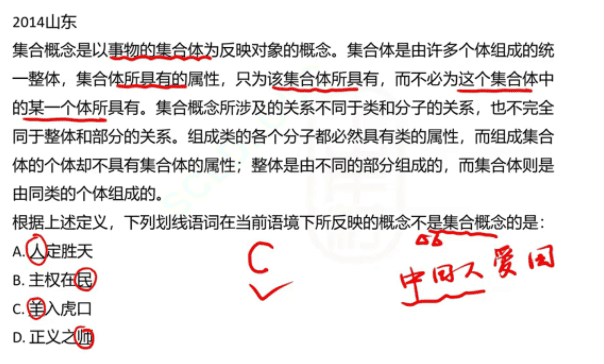 2014山东
集合概念是以事物的集合体为反映对象的概念。集合体是由许多个体组成的统
一整体，集合体所具有的属性，只为该集合体所具有，而不必为这个集合体中
的某一个体所具有。集合概念所涉及的关系不同于类和分子的关系，也不完全
同于整体和部分的关系。组成类的各个分子都必然具有类的属性，而组成集合
体的个体却不具有集合体的属性；整体是由不同的部分组成的，而集合体则是
由同类的个体组成的。
根据上述定义，下列划线语词在当前语境下所反映的概念不是集合概念的是：
A. 人定胜天
B. 主权在民
C. 羊入虎口
D. 正义之师
C
中国人爱国